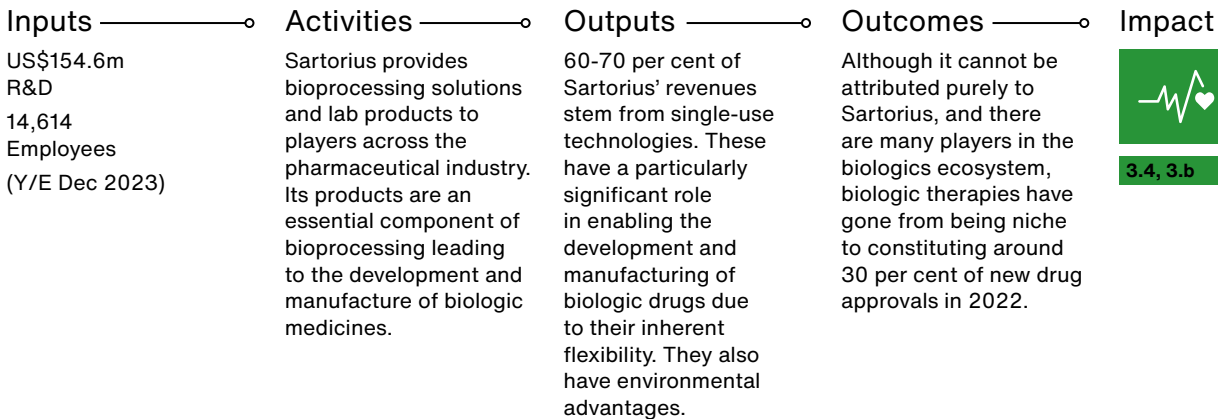 Inputs
US$154.6m
R&D
14,614
Employees
(Y/E Dec 2023)
Activities
Sartorius provides
bioprocessing solutions
and lab products to
players across the
pharmaceutical industry.
Its products are an
essential component of
bioprocessing leading
to the development and
manufacture of biologic
medicines.
Outputs
60-70 per cent of
Sartorius’ revenues
stem from single-use
technologies. These
have a particularly
significant role
in enabling the
development and
manufacturing of
biologic drugs due
to their inherent
flexibility. They also
have environmental
advantages.
Outcomes
Although it cannot be
attributed purely to
Sartorius, and there
are many players in the
biologics ecosystem,
biologic therapies have
gone from being niche
to constituting around
30 per cent of new drug
approvals in 2022.
Impact
3.4, 3.b